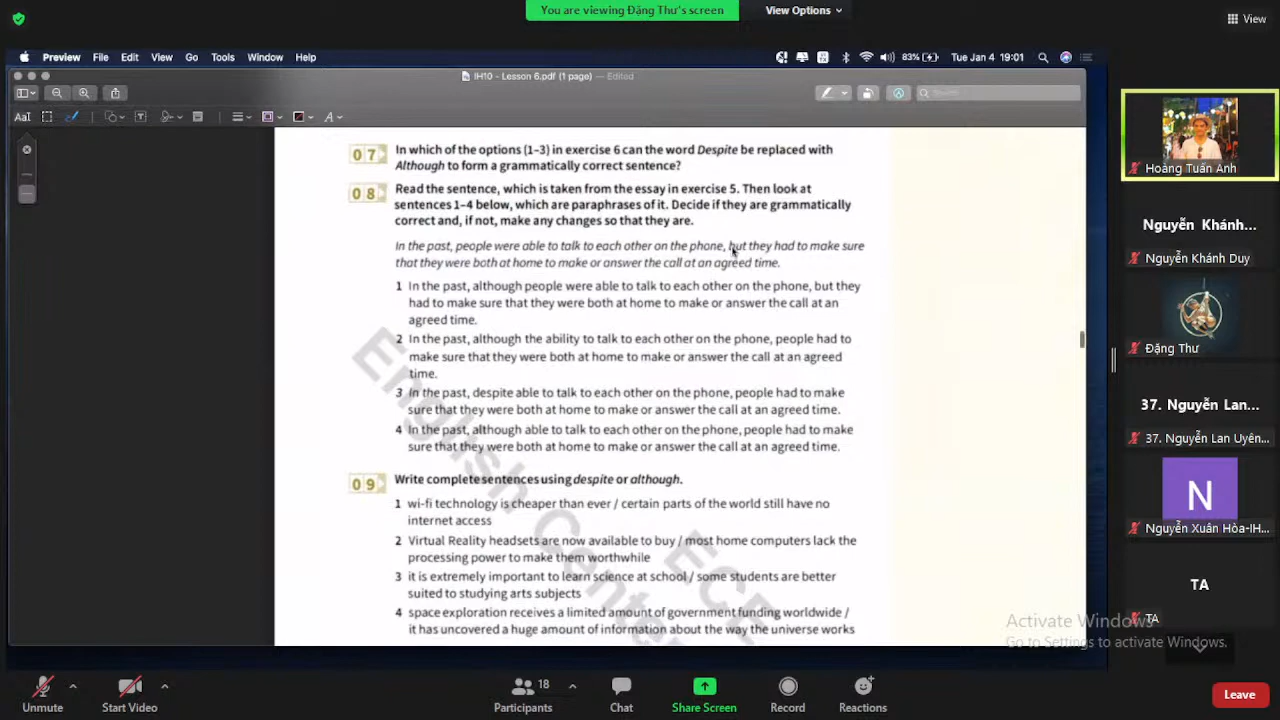 You are viewing Đặng Thư's screen
View Options
View
Preview File Edit View Go Tools Window Help
83% Tue Jan 4 19:01
IH10 - Lesson 6.pdf (1 page) — Edited
Search
07 In which of the options (1–3) in exercise 6 can the word Despite be replaced with
Although to form a grammatically correct sentence?
08 Read the sentence, which is taken from the essay in exercise 5. Then look at
sentences 1–4 below, which are paraphrases of it. Decide if they are grammatically
correct and, if not, make any changes so that they are.
In the past, people were able to talk to each other on the phone, but they had to make sure
that they were both at home to make or answer the call at an agreed time.
1 In the past, although people were able to talk to each other on the phone, but they
had to make sure that they were both at home to make or answer the call at an
agreed time.
2 In the past, although the ability to talk to each other on the phone, people had to
make sure that they were both at home to make or answer the call at an agreed
time.
3 In the past, despite able to talk to each other on the phone, people had to make
sure that they were both at home to make or answer the call at an agreed time.
4 In the past, although able to talk to each other on the phone, people had to make
sure that they were both at home to make or answer the call at an agreed time.
09 Write complete sentences using despite or although.
1 wi-fi technology is cheaper than ever / certain parts of the world still have no
internet access
2 Virtual Reality headsets are now available to buy / most home computers lack the
processing power to make them worthwhile
3 it is extremely important to learn science at school / some students are better
suited to studying arts subjects
4 space exploration receives a limited amount of government funding worldwide /
it has uncovered a huge amount of information about the way the universe works
ECE
English Center
Hoàng Tuấn Anh
Nguyễn Khánh...
Nguyễn Khánh Duy
Đặng Thư
37. Nguyễn Lan...
37. Nguyễn Lan Uyên...
N
Nguyễn Xuân Hòa-IH...
TA
TA
Activate Windows
Go to Settings to activate Windows.
Unmute
Start Video
18
Participants
Chat
Share Screen
Record
Reactions
Leave